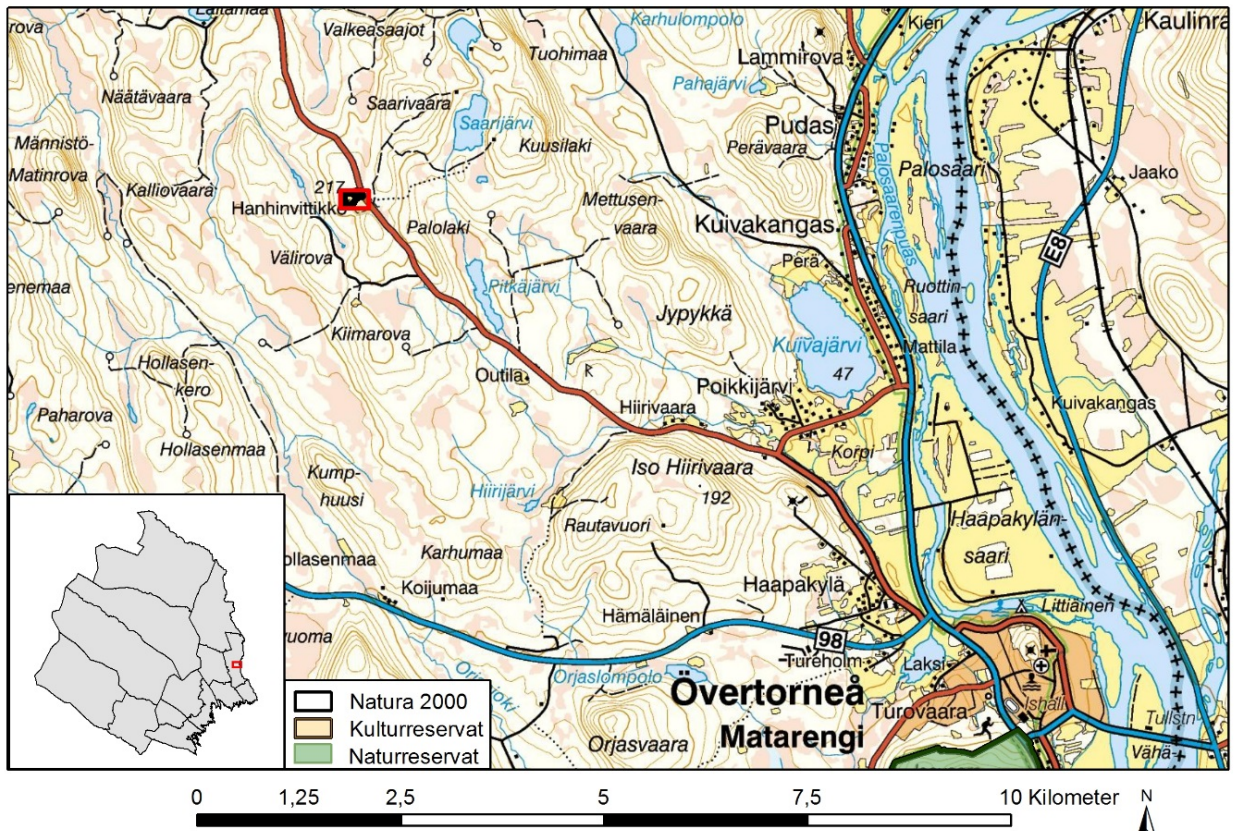 Laitamaa
rova
Valkeasaajot
Tuohimaa
Karhulompolo
Kieri
Kaulinra
Lammirova
Pahajärvi
Näätävaara
Saarivaara
Saarijärvi
Kuusilaki
Pudas
Perävaara
Palosaari
Männistö-
Matinrova
Kalliovaara
217
Hanhinvittikko
Palolaki
Mettusen-
vaara
Kuivakangas
Jaako
Palosaarenpuas
E8
Välirova
Perä
Ruottin-
saari
enemaa
Pitkäjärvi
Kiimarova
Jypykkä
Kuivajärvi
Mattila
47
Hollasen-
kero
Outila
Poikkijärvi
Kuivakangas
Paharova
Hiirivaara
Hollasenmaa
Korpi
Kump-
huusi
Iso Hiirivaara
192
Hiirijärvi
Rautavuori
Haapakylän-
saari
Karhumaa
ollasenmaa
Koijumaa
Haapakylä
Littiäinen
Hämäläinen
98
vuoma
Tureholm
Laksi
Orjaslompolo
Övertorneå
Matarengi
Turovaara
Ishall
Tullstn
Vähä-
Orjasvaara
Natura 2000
Kulturreservat
Naturreservat
0 1,25 2,5 5 7,5 10 Kilometer
N